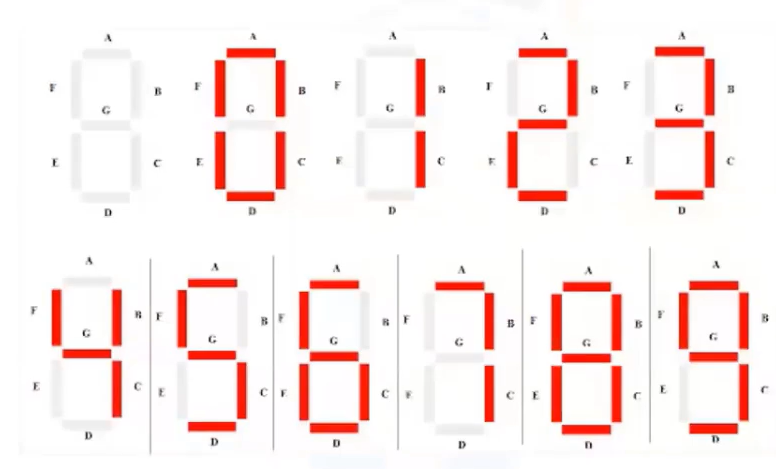 A A A A A
F B F B F B F B F B
G G G G G
E C E C E C E C E C
D D D D D
A A A A A A
F B F B F B F B F B F B
G G G G G G
E C E C E C E C E C E C
D D D D D D